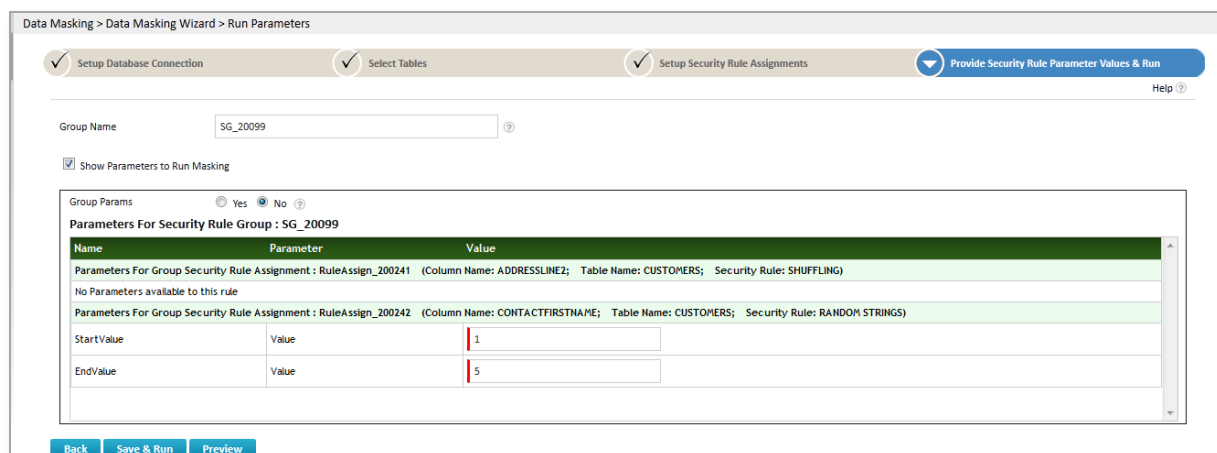 Data Masking > Data Masking Wizard > Run Parameters
Setup Database Connection Select Tables Setup Security Rule Assignments Provide Security Rule Parameter Values & Run
Help ?
Group Name SG_20099 ?
Show Parameters to Run Masking
Group Params Yes No ?
Parameters For Security Rule Group : SG_20099
Name Parameter Value
Parameters For Group Security Rule Assignment : RuleAssign_200241 (Column Name: ADDRESSLINE2; Table Name: CUSTOMERS; Security Rule: SHUFFLING)
No Parameters available to this rule
Parameters For Group Security Rule Assignment : RuleAssign_200242 (Column Name: CONTACTFIRSTNAME; Table Name: CUSTOMERS; Security Rule: RANDOM STRINGS)
StartValue Value 1
EndValue Value 5
Back Save & Run Preview